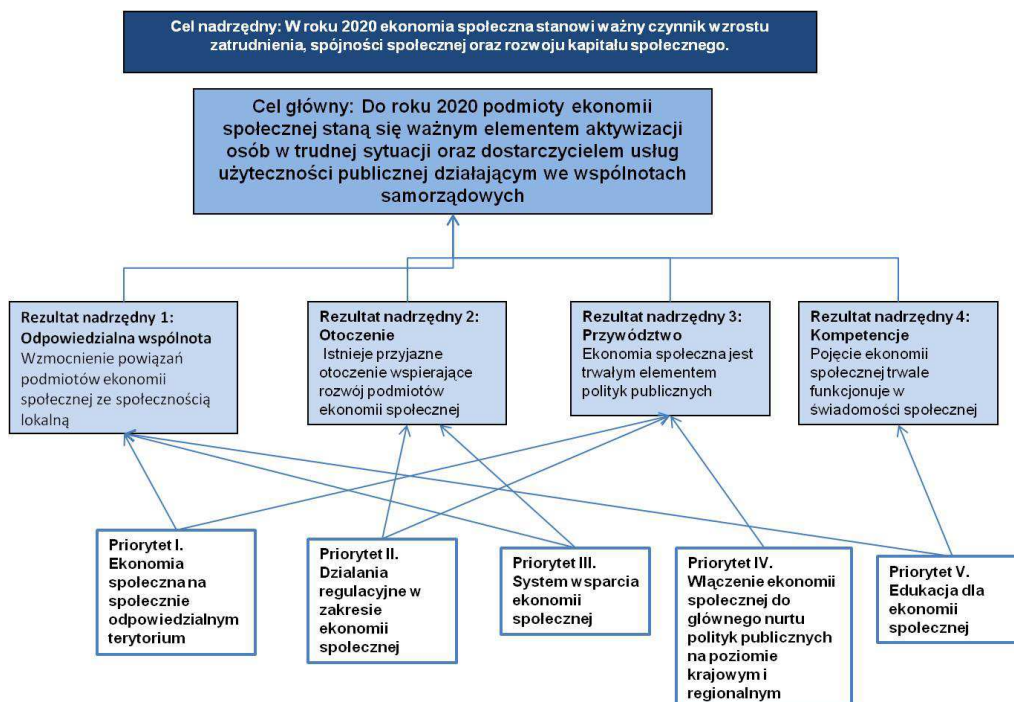 Cel nadrzędny: W roku 2020 ekonomia społeczna stanowi ważny czynnik wzrostu
zatrudnienia, spójności społecznej oraz rozwoju kapitału społecznego.
Cel główny: Do roku 2020 podmioty ekonomii
społecznej staną się ważnym elementem aktywizacji
osób w trudnej sytuacji oraz dostarczycielem usług
użyteczności publicznej działającym we wspólnotach
samorządowych
Rezultat nadrzędny 1:
Odpowiedzialna wspólnota
Wzmocnienie powiązań
podmiotów ekonomii
społecznej ze społecznością
lokalną
Rezultat nadrzędny 2:
Otoczenie
Istnieje przyjazne
otoczenie wspierające
rozwój podmiotów
ekonomii społecznej
Rezultat nadrzędny 3:
Przywództwo
Ekonomia społeczna jest
trwałym elementem
polityk publicznych
Rezultat nadrzędny 4:
Kompetencje
Pojęcie ekonomii
społecznej trwale
funkcjonuje w
świadomości społecznej
Priorytet I.
Ekonomia
społeczna na
społecznie
odpowiedzialnym
terytorium
Priorytet II.
Działania
regulacyjne w
zakresie
ekonomii
społecznej
Priorytet III.
System wsparcia
ekonomii
społecznej
Priorytet IV.
Włączenie ekonomii
społecznej do
głównego nurtu
polityk publicznych
na poziomie
krajowym i
regionalnym
Priorytet V.
Edukacja dla
ekonomii
społecznej